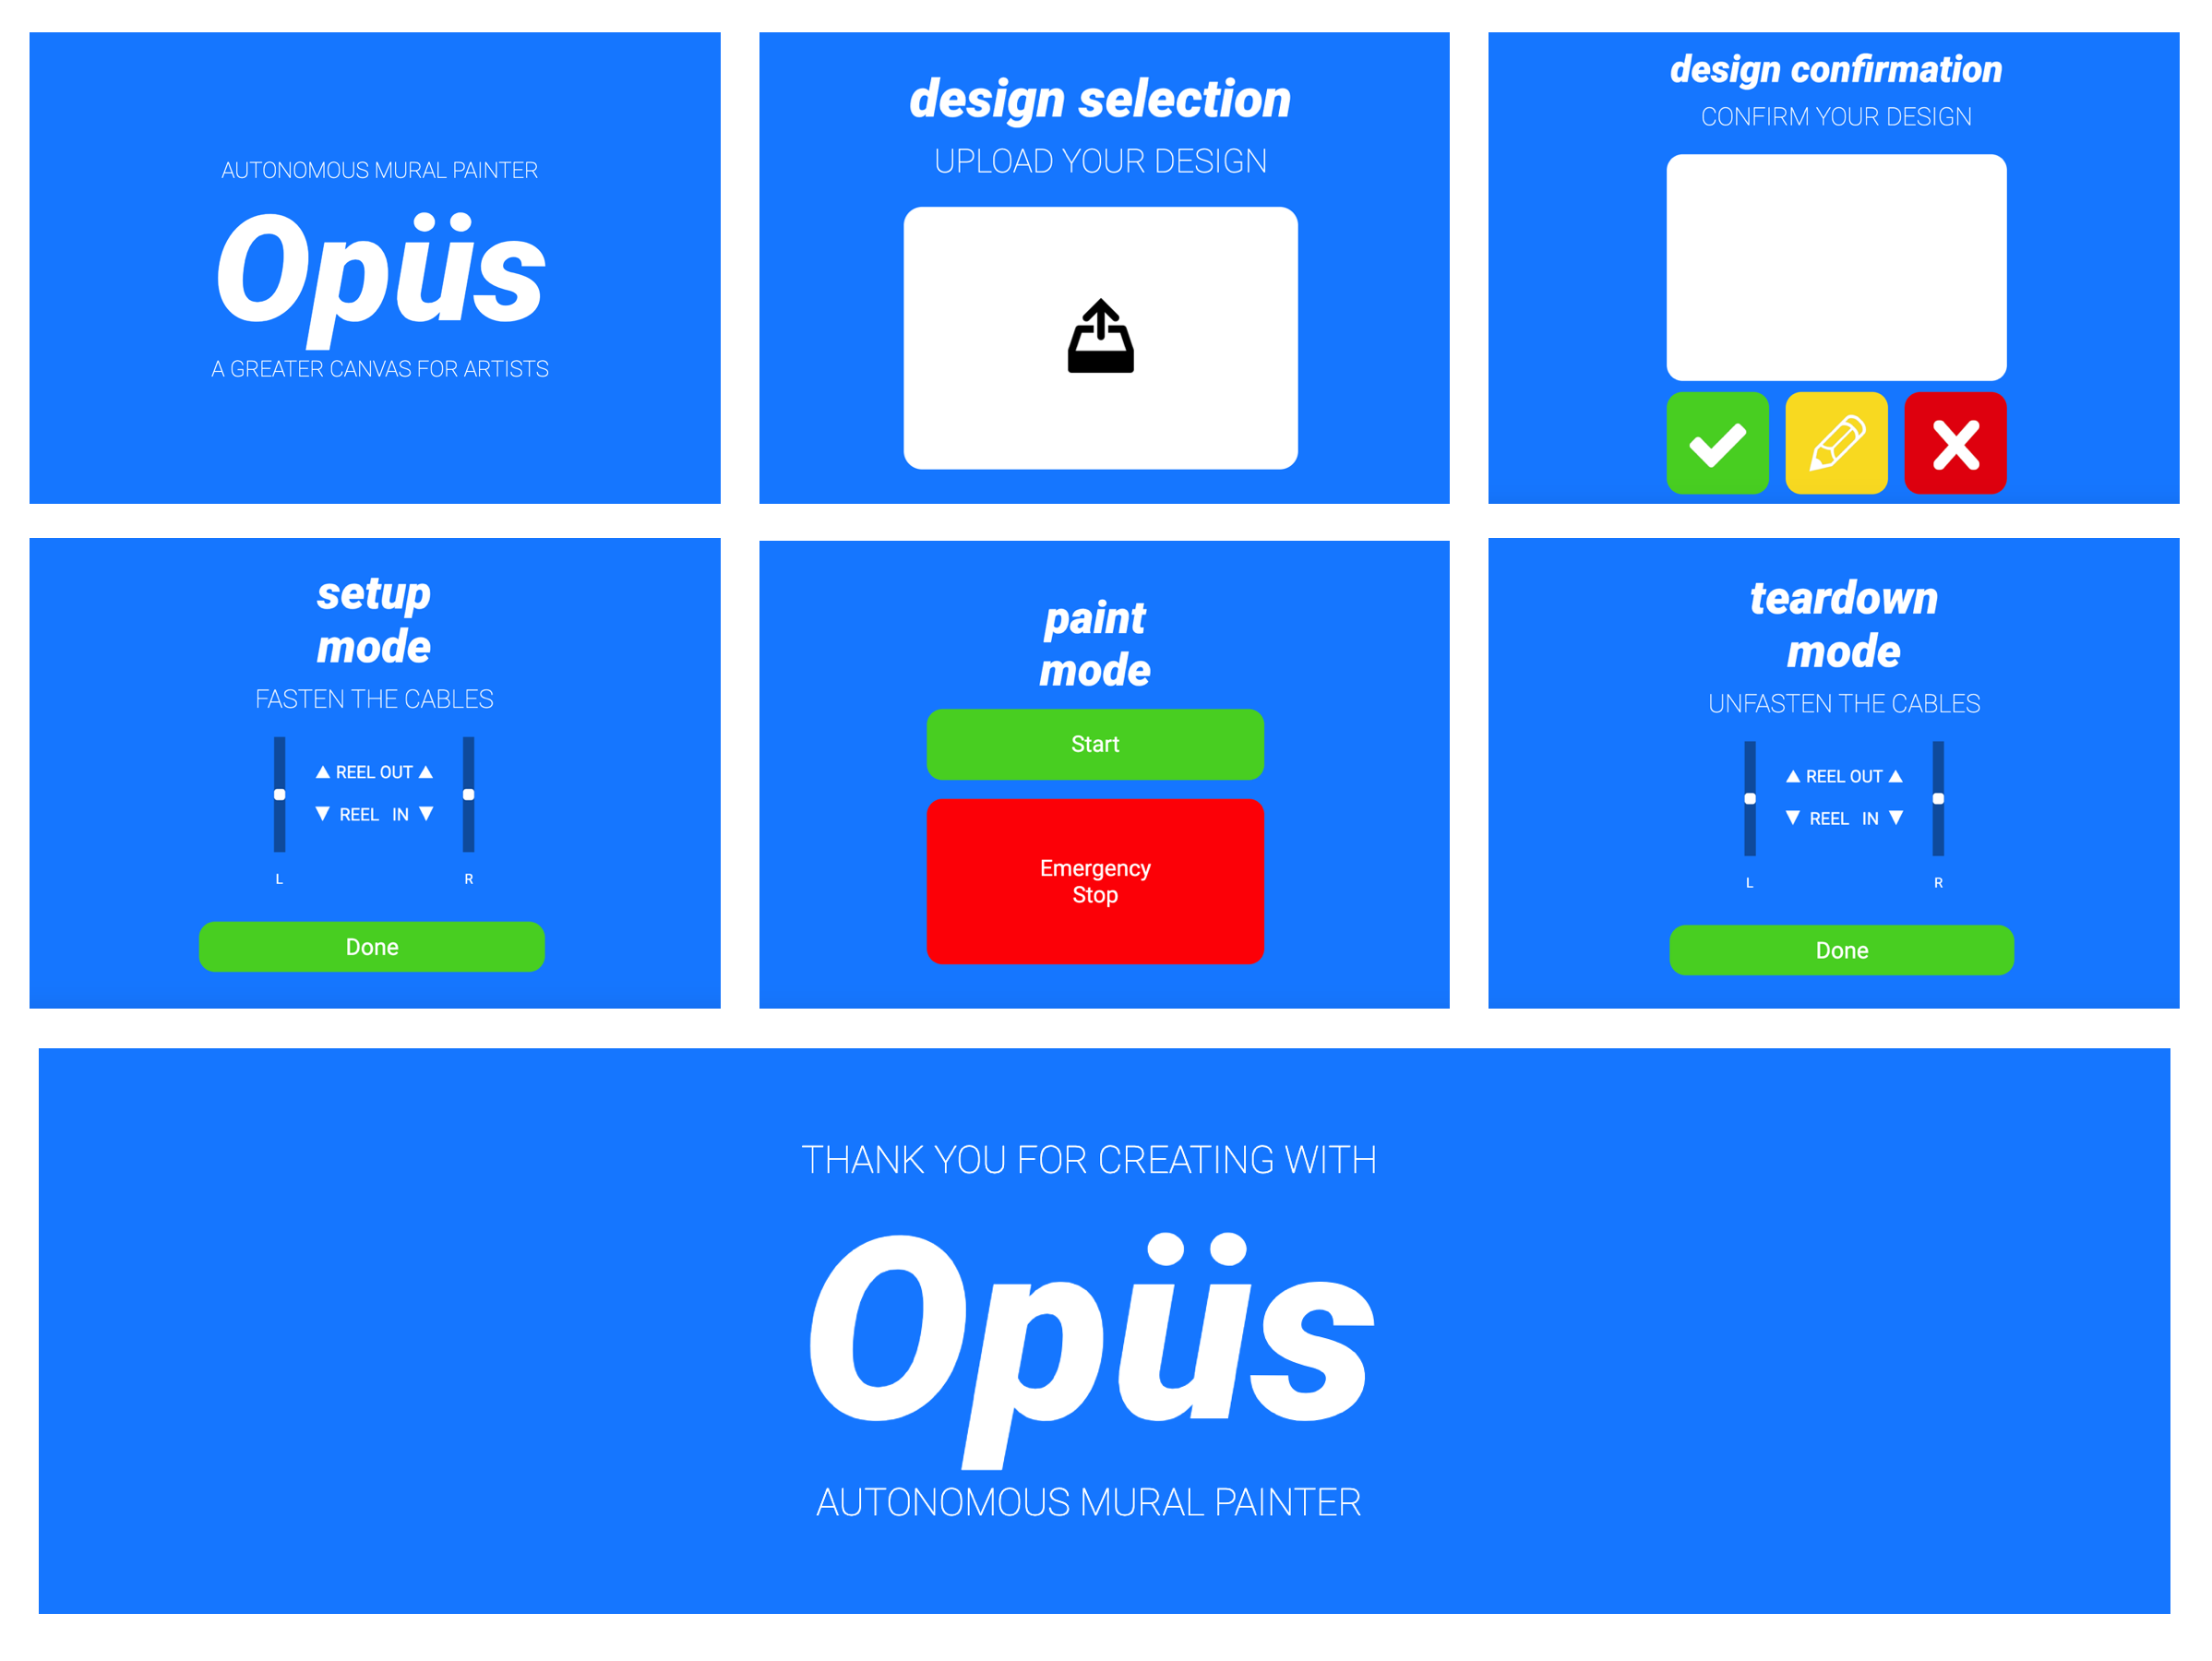 AUTONOMOUS MURAL PAINTER
Opüs
A GREATER CANVAS FOR ARTISTS
design selection
UPLOAD YOUR DESIGN
design confirmation
CONFIRM YOUR DESIGN
setup
mode
FASTEN THE CABLES
▲ REEL OUT ▲
▼ REEL IN ▼
L R
Done
paint
mode
Start
Emergency
Stop
teardown
mode
UNFASTEN THE CABLES
▲ REEL OUT ▲
▼ REEL IN ▼
L R
Done
THANK YOU FOR CREATING WITH
Opüs
AUTONOMOUS MURAL PAINTER